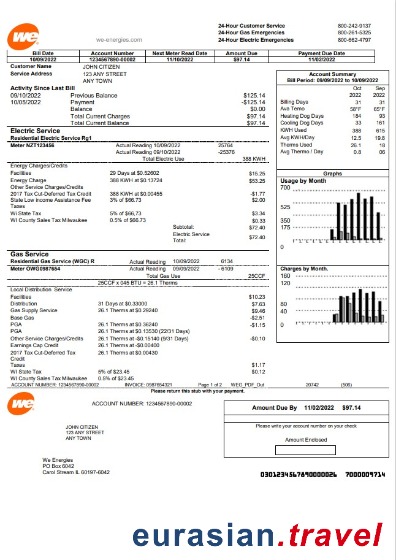 we
we-energies.com
24-Hour Customer Service 800-242-9137
24-Hour Gas Emergencies 800-261-5325
24-Hour Electric Emergencies 800-662-4797
Bill Date Account Number Next Meter Read Date Amount Due Payment Due Date
10/09/2022 1234567890-00002 11/10/2022 $97.14 11/02/2022
Customer Name JOHN CITIZEN
Service Address 123 ANY STREET
ANY TOWN
Account Summary
Bill Period: 09/09/2022 to 10/09/2022
Oct Sep
2022 2022
Billing Days 31 31
Ave Temp 58°F 65°F
Heating Dog Days 184 93
Cooling Dog Days 33 161
KWH Used 388 615
Avg KWH/Day 12.5 19.8
Therms Used 26.1 18
Avg Therms / Day 0.8 06
Activity Since Last Bill
09/10/2022 Previous Balance $125.14
10/05/2022 Payment -$125.14
Balance $0.00
Total Current Charges $97.14
Total Current Balance $97.14
Electric Service
Residential Electric Service Rg1
Meter NZT123456 Actual Reading 10/09/2022 25764
Actual Reading 09/10/2022 -25376
Total Electric Use 388 KWH
Energy Charges/Credits
Facilities 29 Days at $0.52602 $15.25
Energy Charge 388 KWH at $0.13724 $53.25
Other Service Charges/Credits
2017 Tax Cut-Deferred Tax Credit 388 KWH at $0.00455 -$1.77
State Low Income Assistance Fee 3% of $66.73 $2.00
Taxes
WI State Tax 5% of $66,73 $3.34
WI County Sales Tax Milwaukee 0.5% of $66,73 $0.33
Subtotal: $72.40
Electric Service
Total: $72.40
Graphs
Usage by Month
700
525
350
175
0
Gas Service
Residential Gas Service (WGC) R Actual Reading 10/09/2022 6134
Meter GWG0987654 Actual Reading 09/09/2022 - 6109
Total Gas Use 25CCF
25CCF x 045 BTU = 26.1 Therms
Charges by Month.
160
120
80
40
0
Local Distribution Service
Facilities $10.23
Distribution 31 Days at $0.33000 $7.63
Gas Supply Service 26.1 Therms at $0.29240 $9.46
Base Gas -$2.51
PGA 26.1 Therms at $0.36240 -$1.15
PGA 26.1 Therms at $0.13530 (22/31 Days)
Other Service Charges/Credits 26.1 Therms at-$0.15140 (9/31 Days) -$0.10
Earnings Cap Credit 26.1 Therms at-$0.00400
2017 Tax Cut-Deferred Tax 26.1 Therms at $0.00430
Credit
Taxes $1.17
WI State Tax 5% of $23.45 $0.12
WI County Sales Tax Milwaukee 0.5% of $23.45
ACCOUNT NUMBER: 1234567890-00002 INVOICE: 0987654321 Page 1 of 2 WEG_PDF_Out 20742 (509)
Please return this stub with your payment.
we
ACCOUNT NUMBER: 1234567890-00002
Amount Due By 11/02/2022 $97.14
Please write your account number on your check
Amount Enclosed
JOHN CITIZEN
123 ANY STREET
ANY TOWN
We Energies
PO Box 6042
Carol Stream IL 60197-6042
030123456789000002 7000009714
eurasian.travel